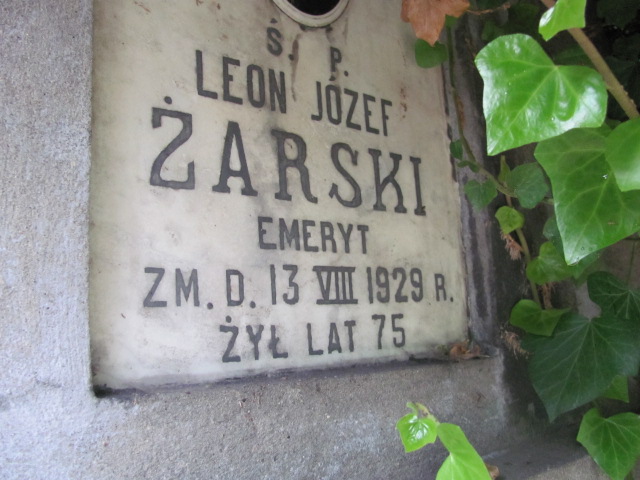 Ś. P.
LEON JÓZEF
ŻARSKI
EMERYT
ZM. D. 13 VIII 1929 R.
ŻYŁ LAT 75